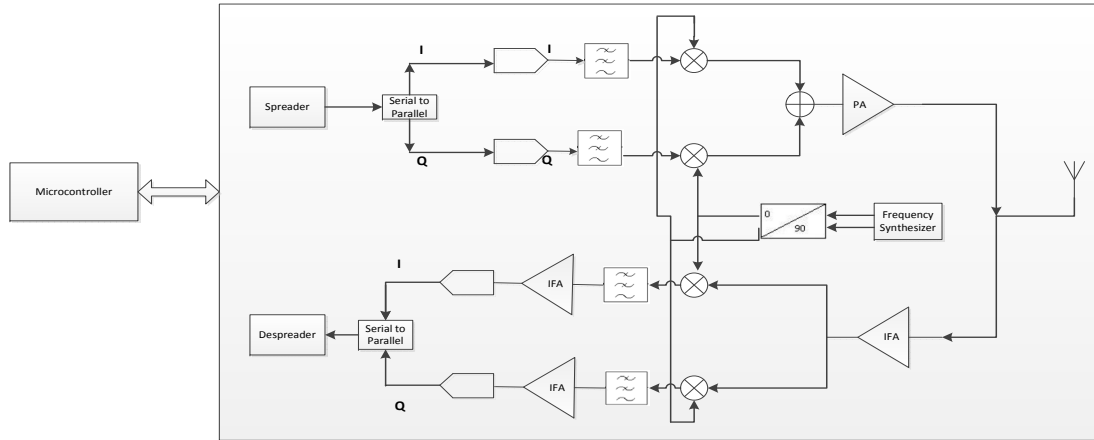 I
I
Spreader
Serial to
Parallel
PA
Q
Q
Microcontroller
0
90
Frequency
Synthesizer
I
IFA
Despreader
Serial to
Parallel
IFA
IFA
Q